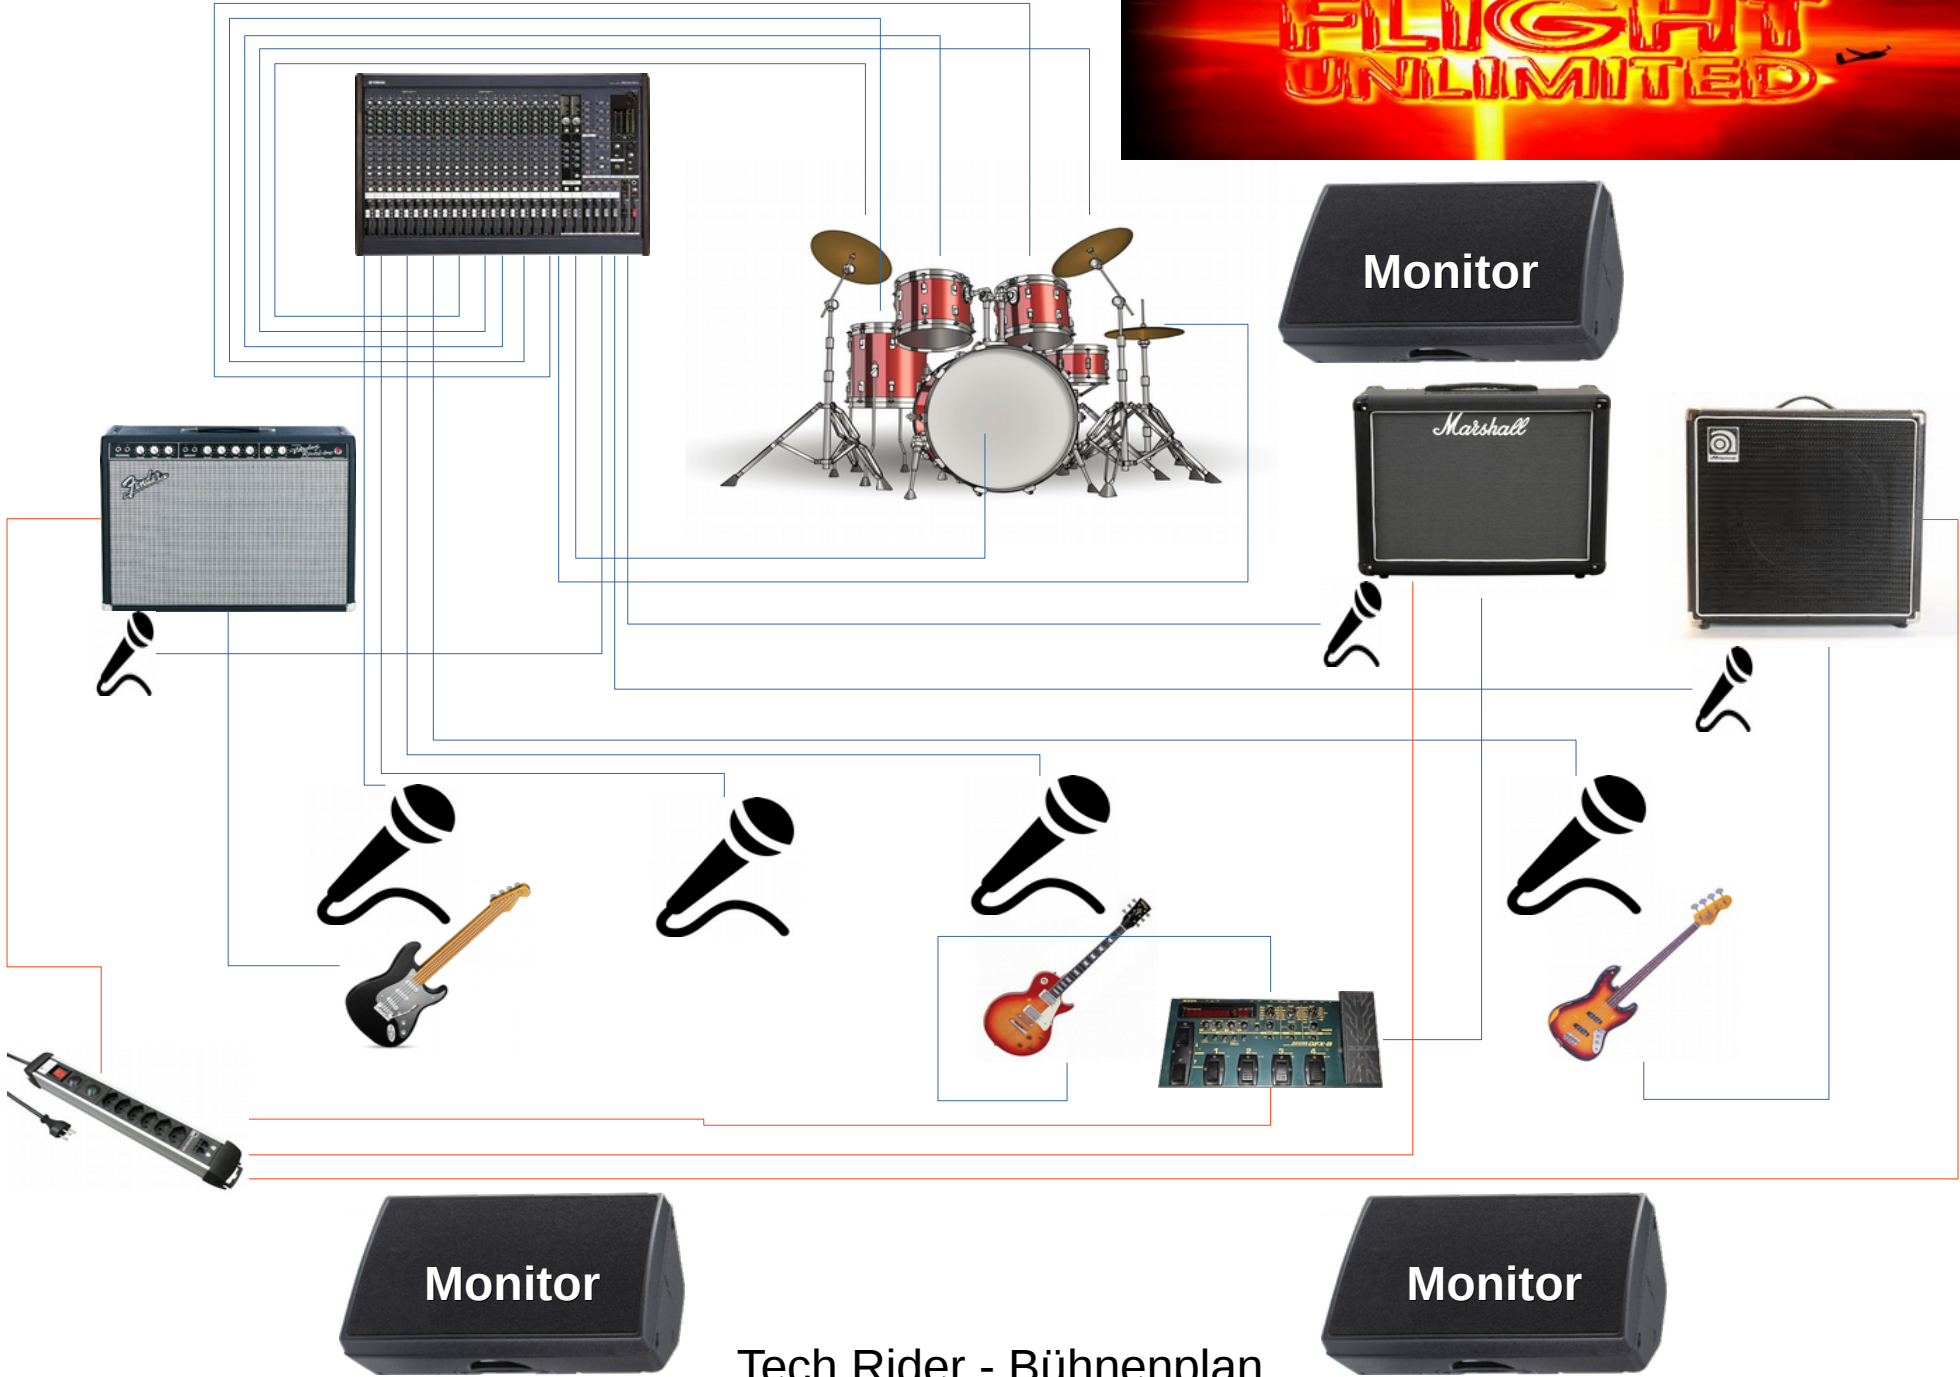 FLIGHT
UNLIMITED
Monitor
Marshall
Fender
Monitor
Monitor
Tech Rider - Bühnenplan